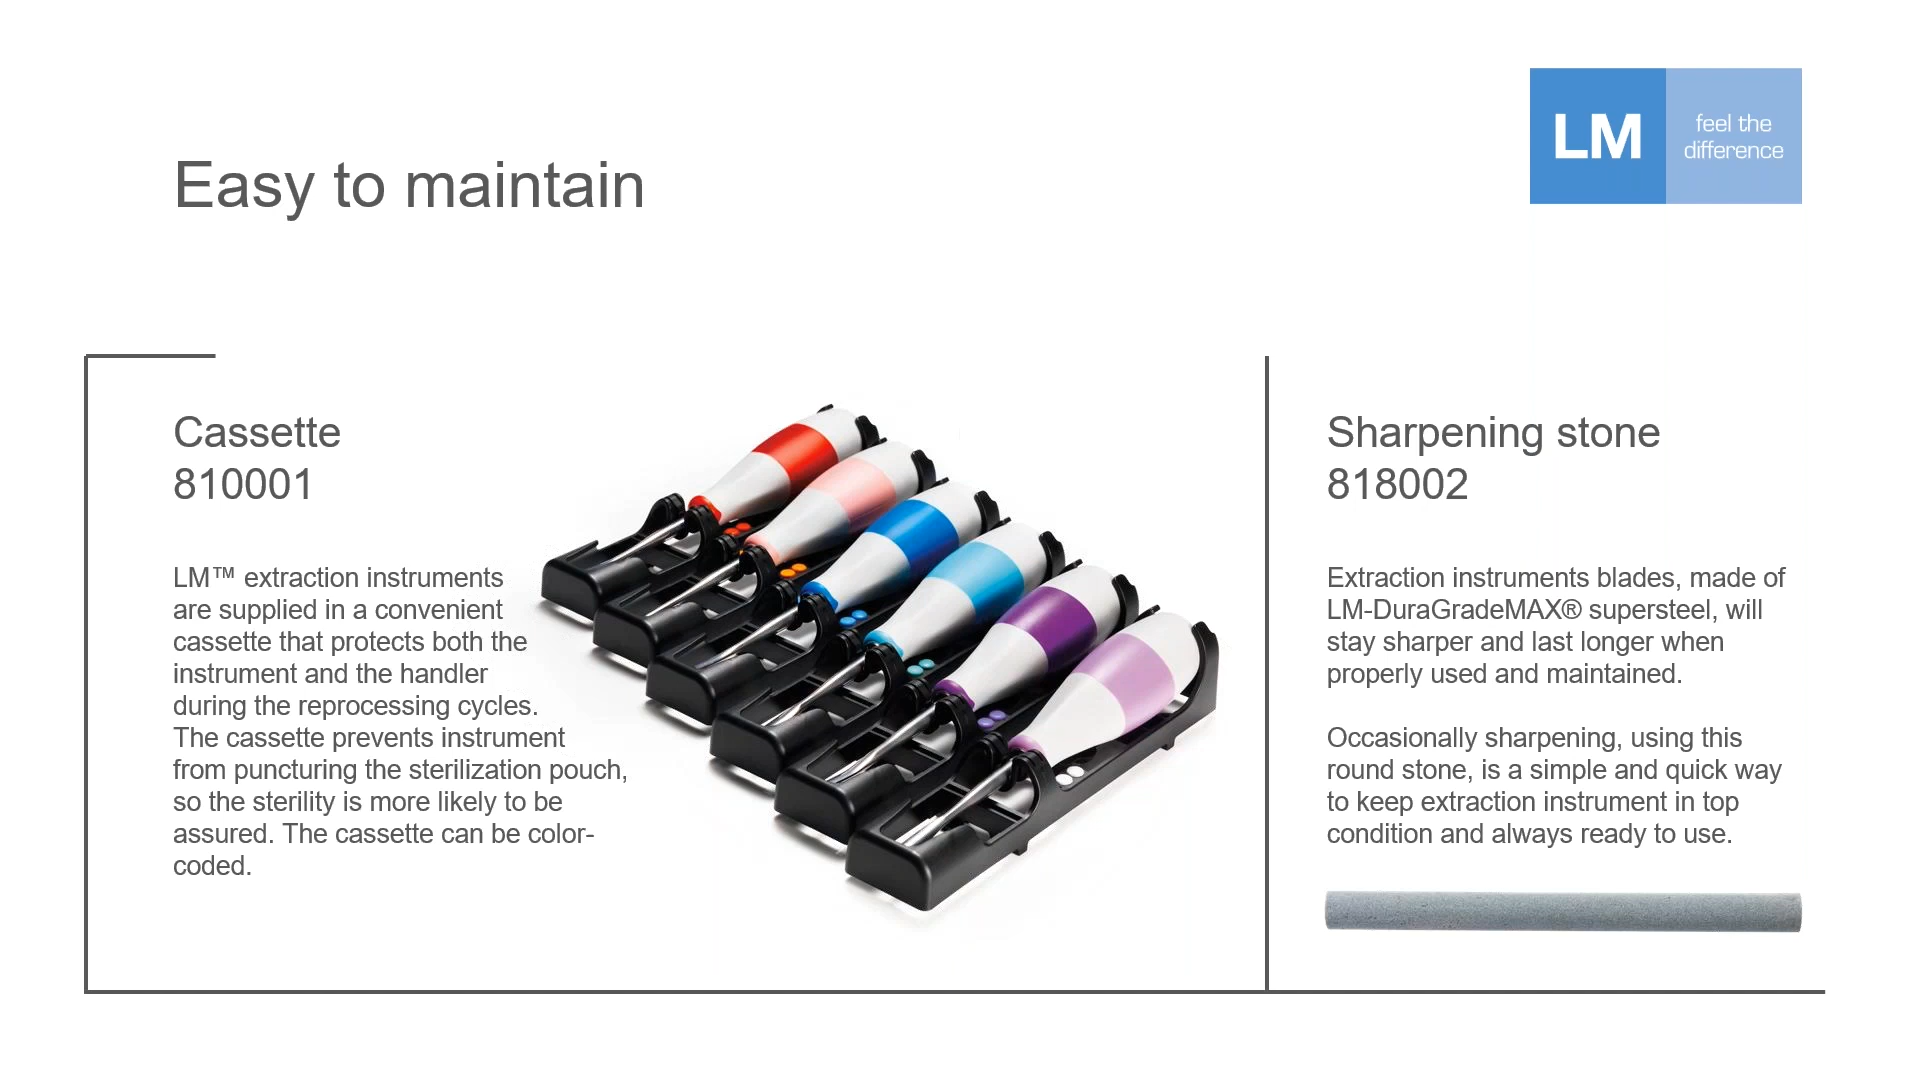 LM
feel the
difference
Easy to maintain
Cassette
810001
LM™ extraction instruments
are supplied in a convenient
cassette that protects both the
instrument and the handler
during the reprocessing cycles.
The cassette prevents instrument
from puncturing the sterilization pouch,
so the sterility is more likely to be
assured. The cassette can be color-
coded.
Sharpening stone
818002
Extraction instruments blades, made of
LM-DuraGradeMAX® supersteel, will
stay sharper and last longer when
properly used and maintained.
Occasionally sharpening, using this
round stone, is a simple and quick way
to keep extraction instrument in top
condition and always ready to use.